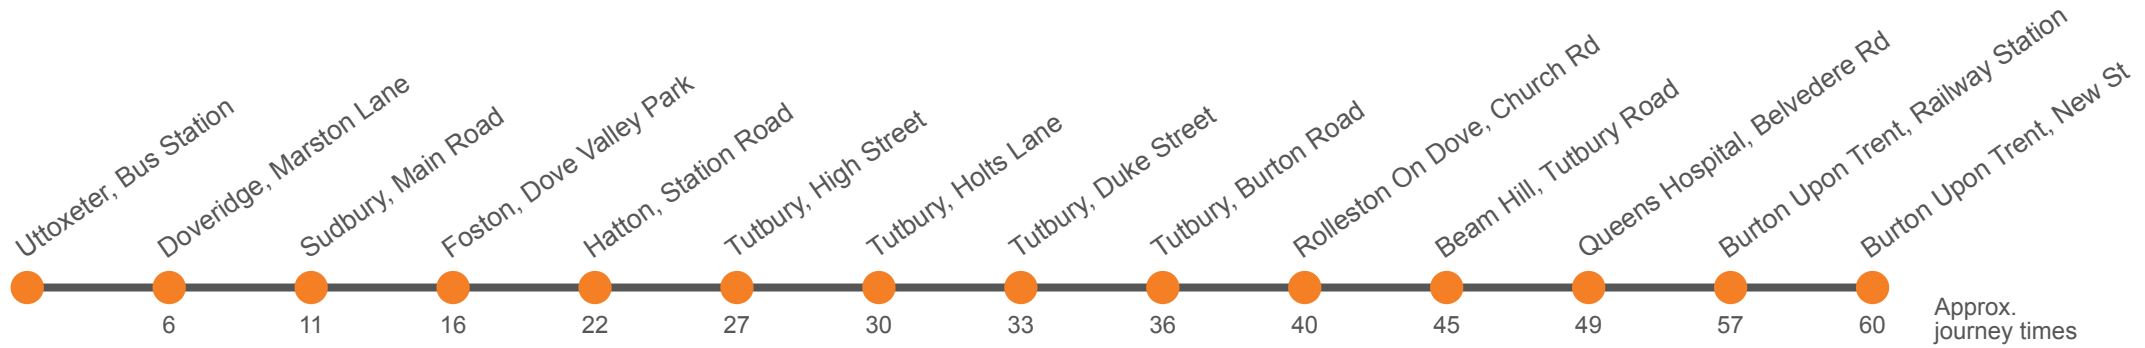 Uttoxeter, Bus Station
Doveridge, Marston Lane
Sudbury, Main Road
Foston, Dove Valley Park
Hatton, Station Road
Tutbury, High Street
Tutbury, Holts Lane
Tutbury, Duke Street
Tutbury, Burton Road
Rolleston On Dove, Church Rd
Beam Hill, Tutbury Road
Queens Hospital, Belvedere Rd
Burton Upon Trent, Railway Station
Burton Upon Trent, New St
6 11 16 22 27 30 33 36 40 45 49 57 60
Approx.
journey times